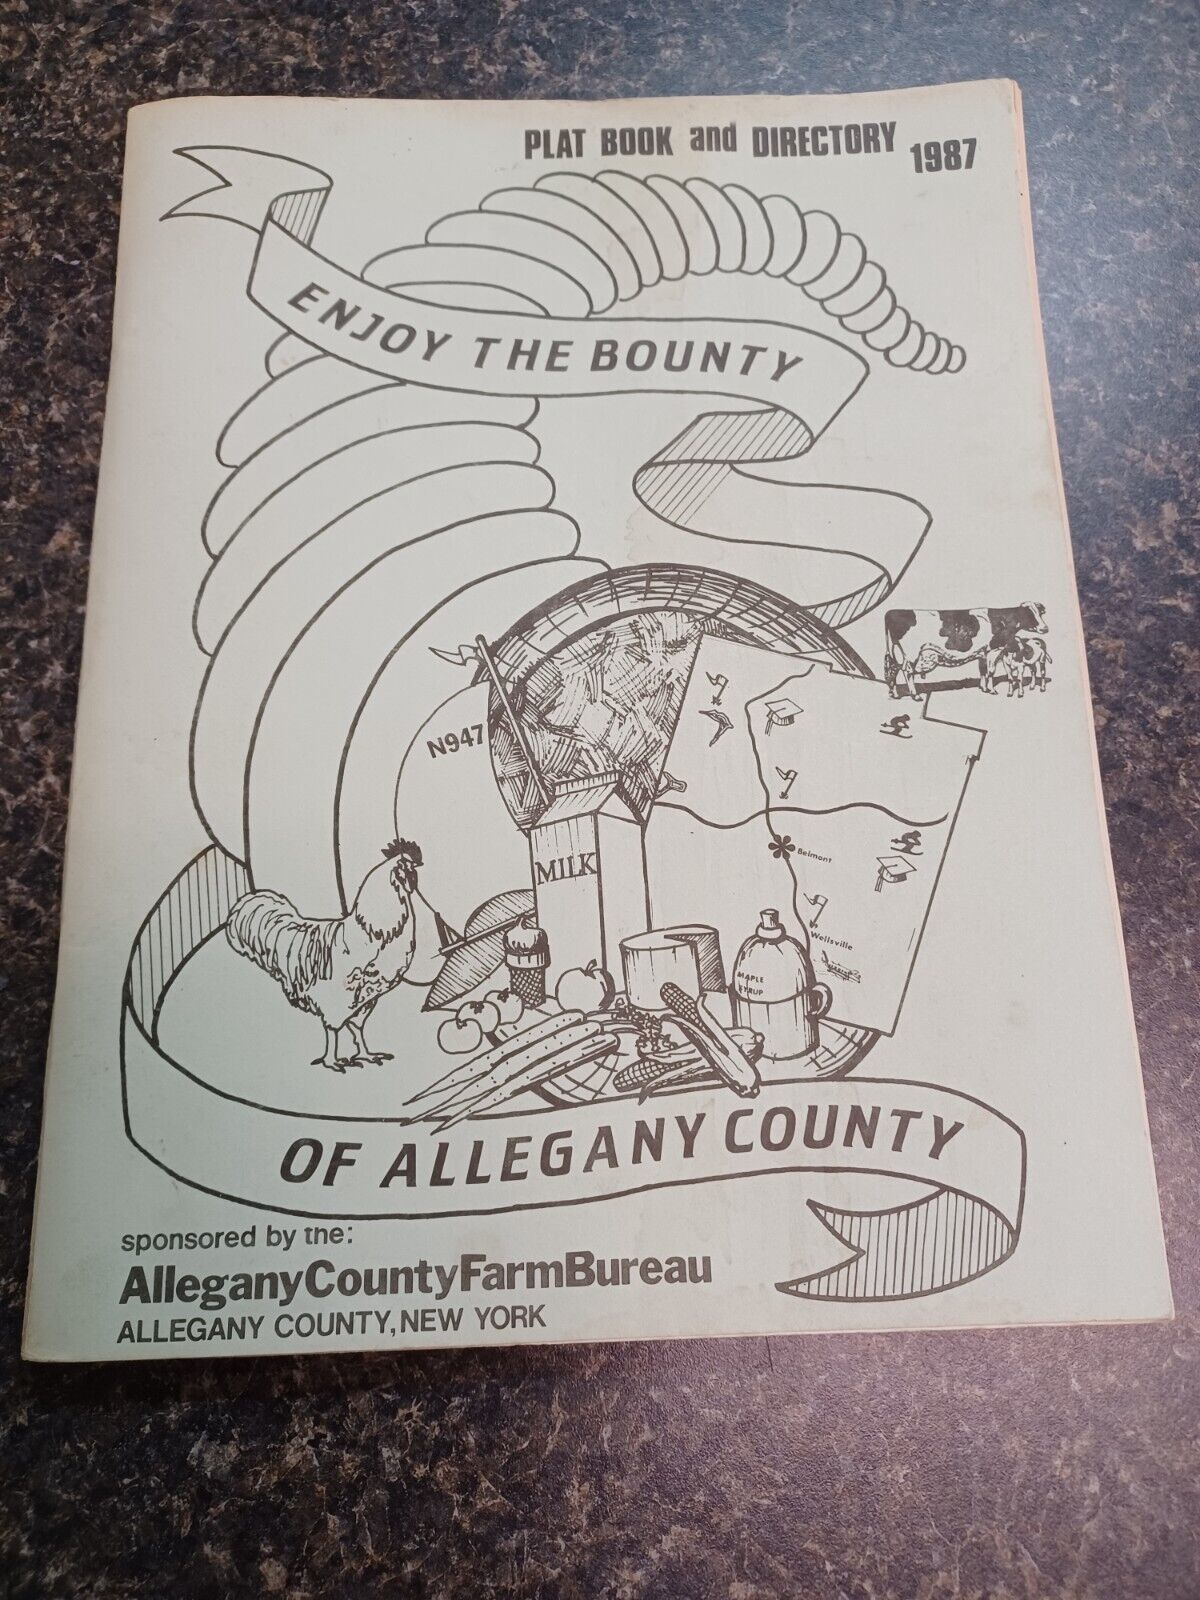 PLAT BOOK and DIRECTORY 1987
ENJOY THE BOUNTY
N947
MILK
Belmont
Wellsville
MAPLE
SYRUP
OF ALLEGANY COUNTY
sponsored by the:
AlleganyCountyFarmBureau
ALLEGANY COUNTY, NEW YORK